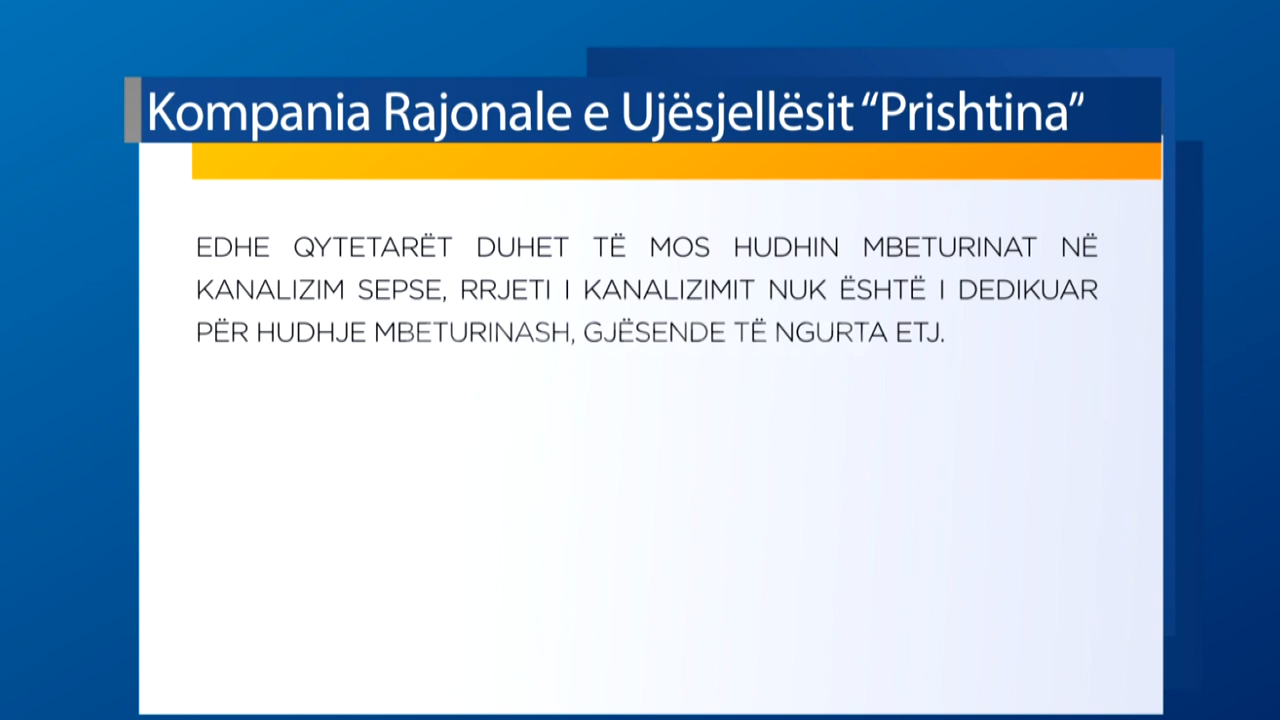 Kompania Rajonale e Ujësjellësit “Prishtina”
EDHE QYTETARËT DUHET TË MOS HUDHIN MBETURINAT NË
KANALIZIM SEPSE, RRJETI I KANALIZIMIT NUK ËSHTË I DEDIKUAR
PËR HUDHJE MBETURINASH, GJËSENDE TË NGURTA ETJ.